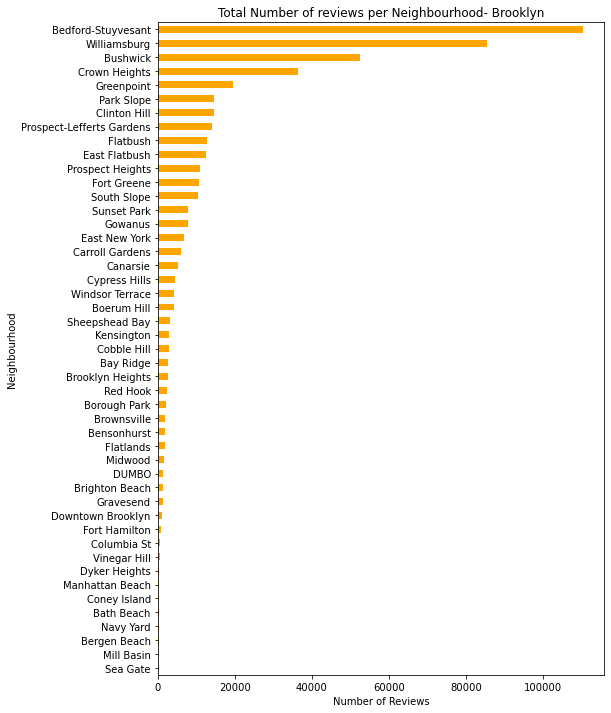 Total Number of reviews per Neighbourhood- Brooklyn
Neighbourhood
Bedford-Stuyvesant
Williamsburg
Bushwick
Crown Heights
Greenpoint
Park Slope
Clinton Hill
Prospect-Lefferts Gardens
Flatbush
East Flatbush
Prospect Heights
Fort Greene
South Slope
Sunset Park
Gowanus
East New York
Carroll Gardens
Canarsie
Cypress Hills
Windsor Terrace
Boerum Hill
Sheepshead Bay
Kensington
Cobble Hill
Bay Ridge
Brooklyn Heights
Red Hook
Borough Park
Brownsville
Bensonhurst
Flatlands
Midwood
DUMBO
Brighton Beach
Gravesend
Downtown Brooklyn
Fort Hamilton
Columbia St
Vinegar Hill
Dyker Heights
Manhattan Beach
Coney Island
Bath Beach
Navy Yard
Bergen Beach
Mill Basin
Sea Gate
0 20000 40000 60000 80000 100000
Number of Reviews